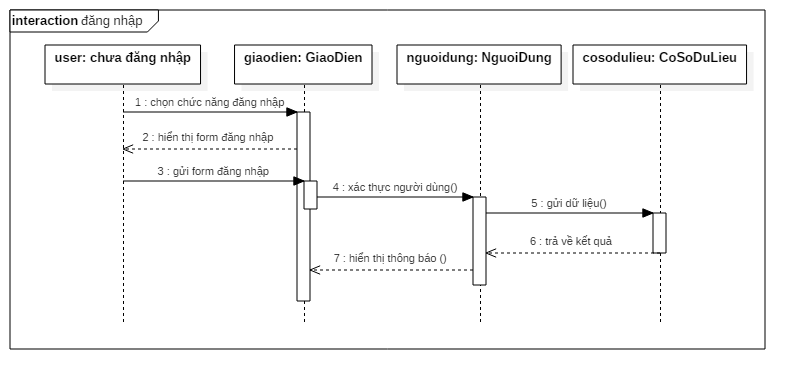 interaction đăng nhập
user: chưa đăng nhập
giaodien: GiaoDien
nguoidung: NguoiDung
cosodulieu: CoSoDuLieu
1 : chọn chức năng đăng nhập
2 : hiển thị form đăng nhập
3 : gửi form đăng nhập
4 : xác thực người dùng()
5 : gửi dữ liệu()
6 : trả về kết quả
7 : hiển thị thông báo ()